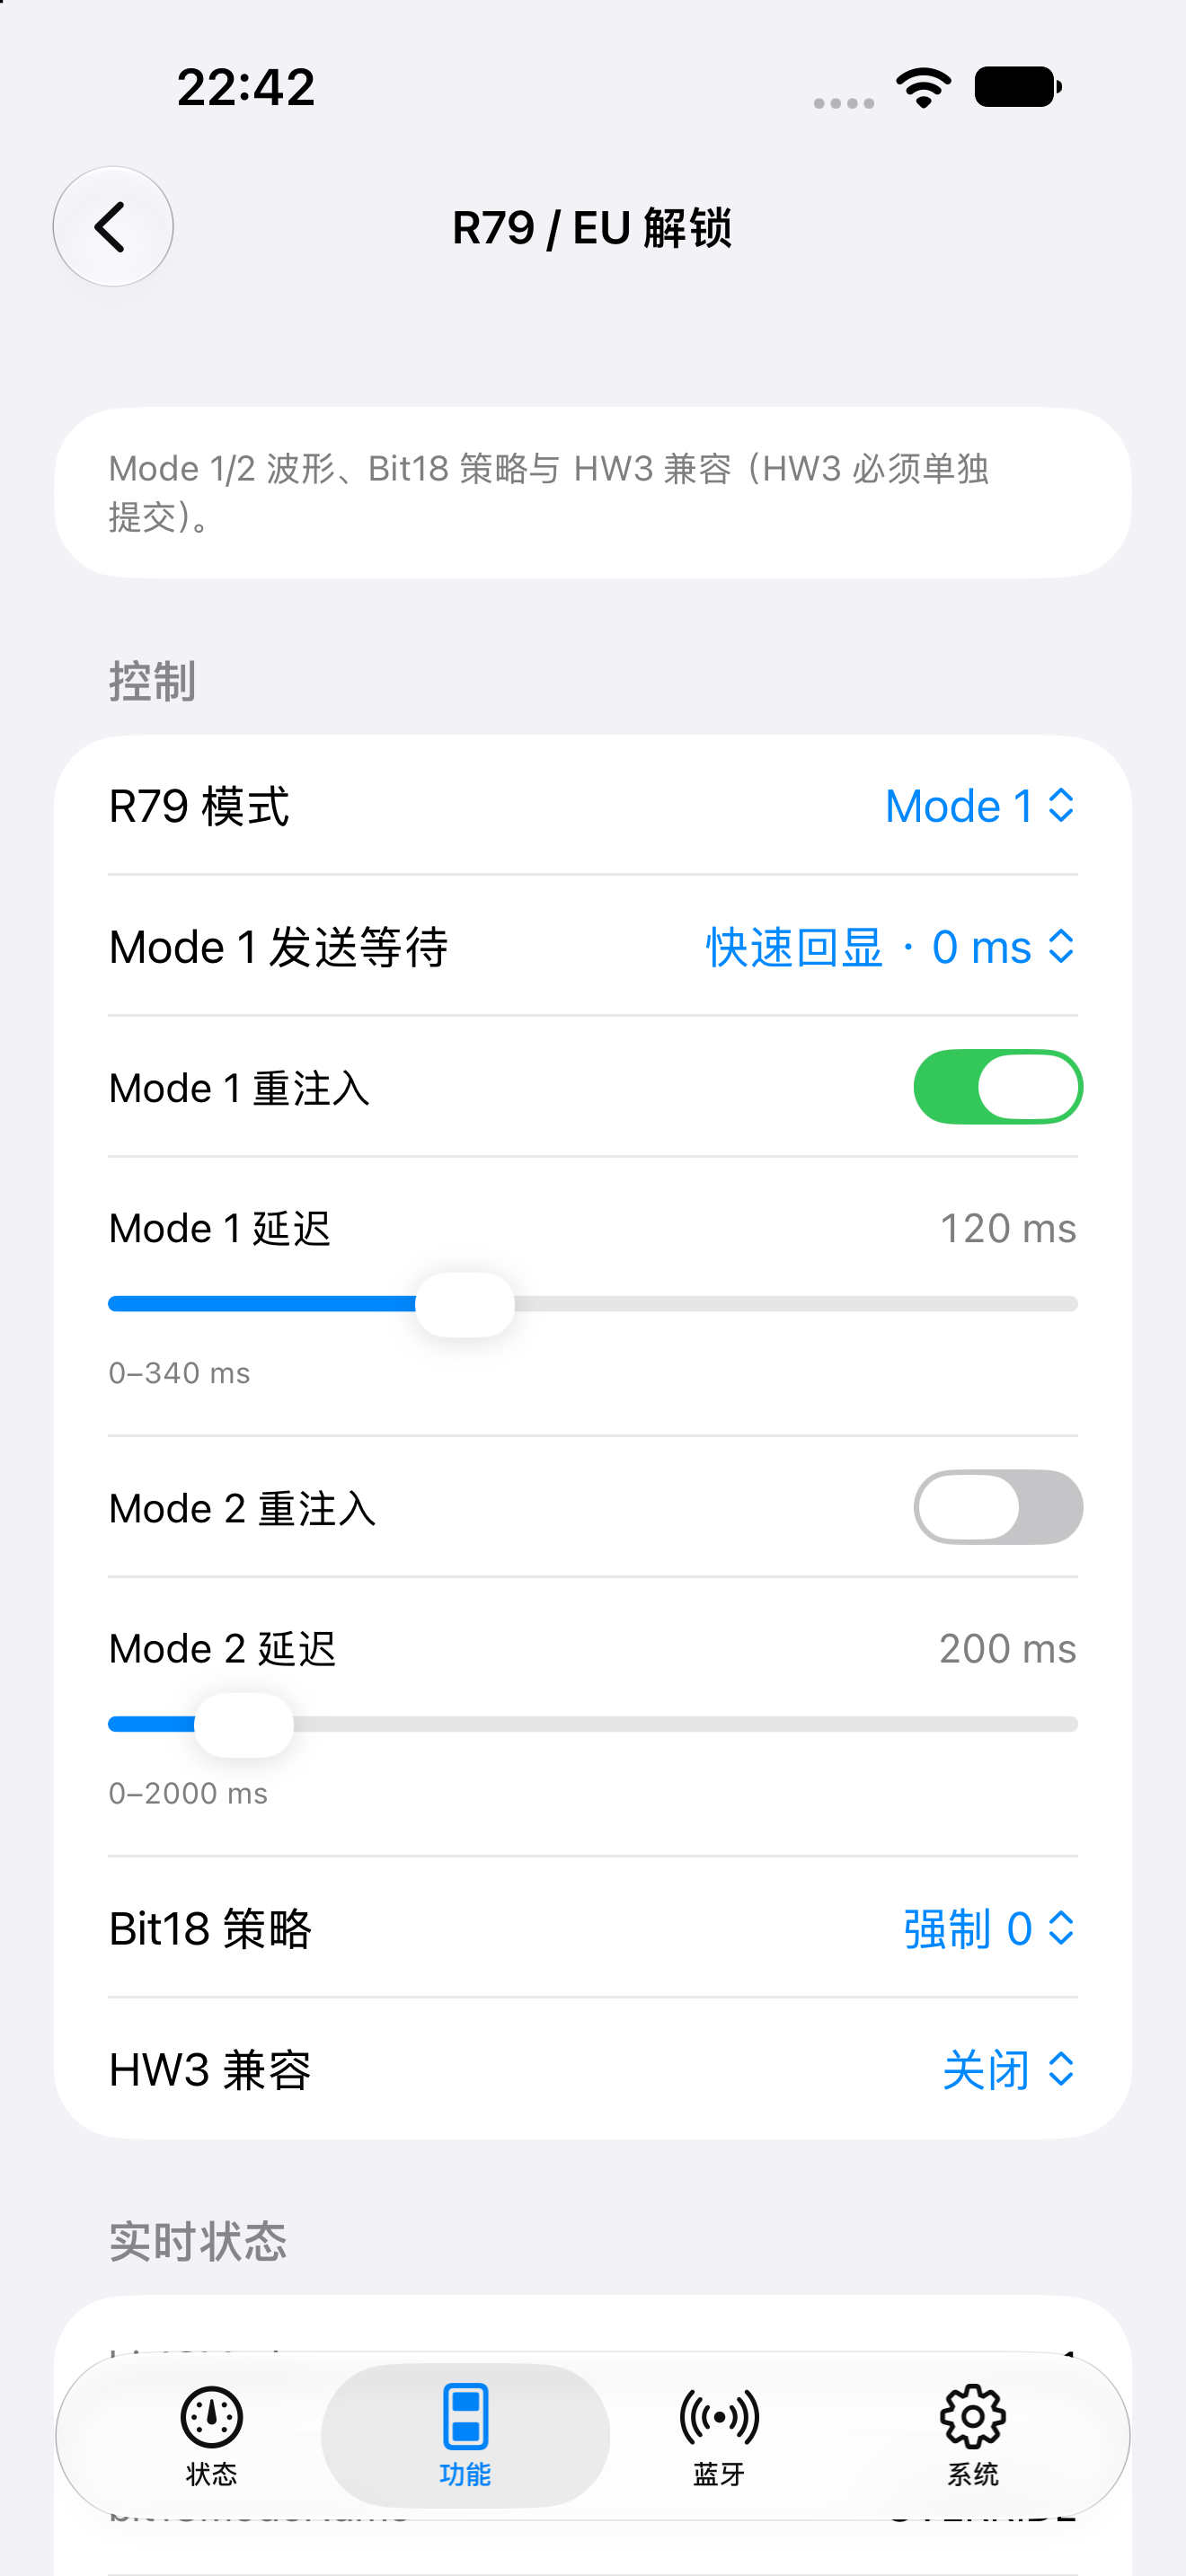 22:42
R79 / EU 解锁
Mode 1/2 波形、Bit18 策略与 HW3 兼容（HW3 必须单独
提交）。
控制
R79 模式
Mode 1
Mode 1 发送等待
快速回显 · 0 ms
Mode 1 重注入
Mode 1 延迟
120 ms
0–340 ms
Mode 2 重注入
Mode 2 延迟
200 ms
0–2000 ms
Bit18 策略
强制 0
HW3 兼容
关闭
实时状态
状态
功能
蓝牙
系统